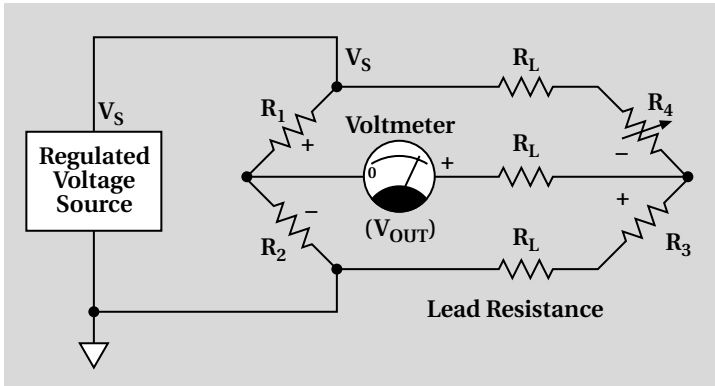 V_S
V_S
R_L
R_1
R_4
Voltmeter
+
−
0
+
R_L
Regulated
Voltage
Source
−
+
(V_OUT)
R_2
R_L
R_3
Lead Resistance